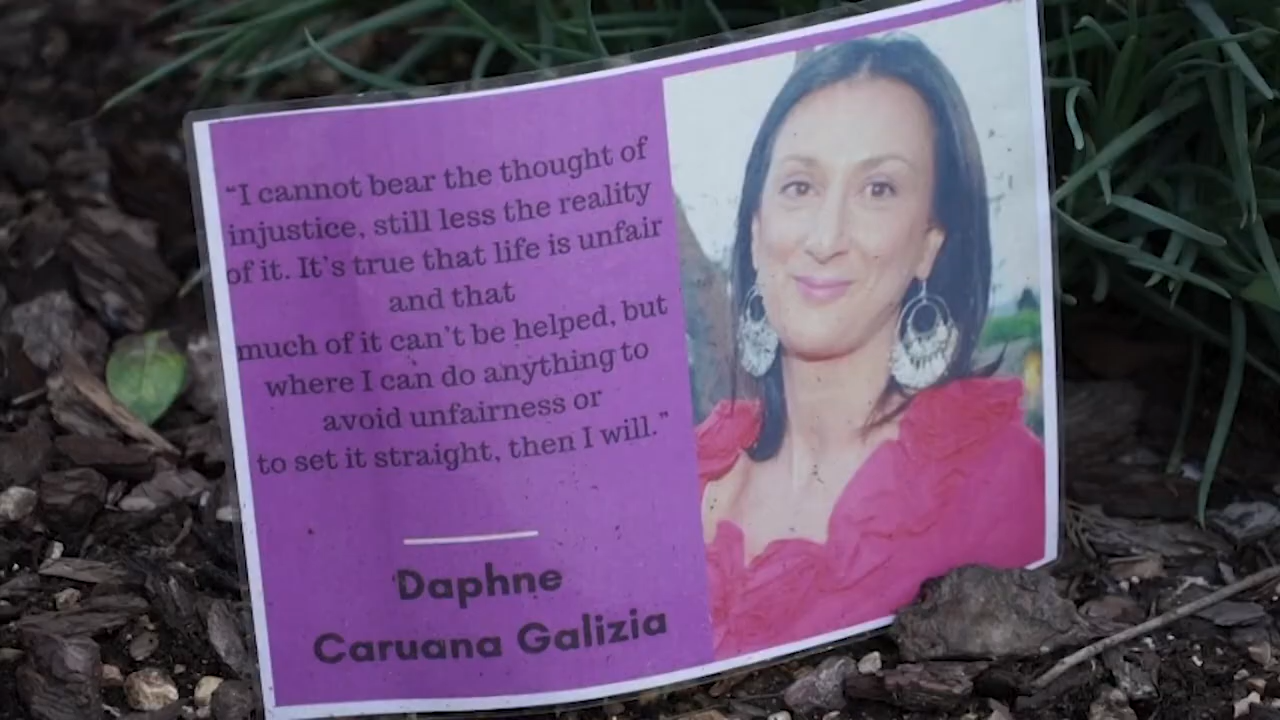 “I cannot bear the thought of
injustice, still less the reality
of it. It’s true that life is unfair
and that
much of it can’t be helped, but
where I can do anything to
avoid unfairness or
to set it straight, then I will.”
Daphne
Caruana Galizia